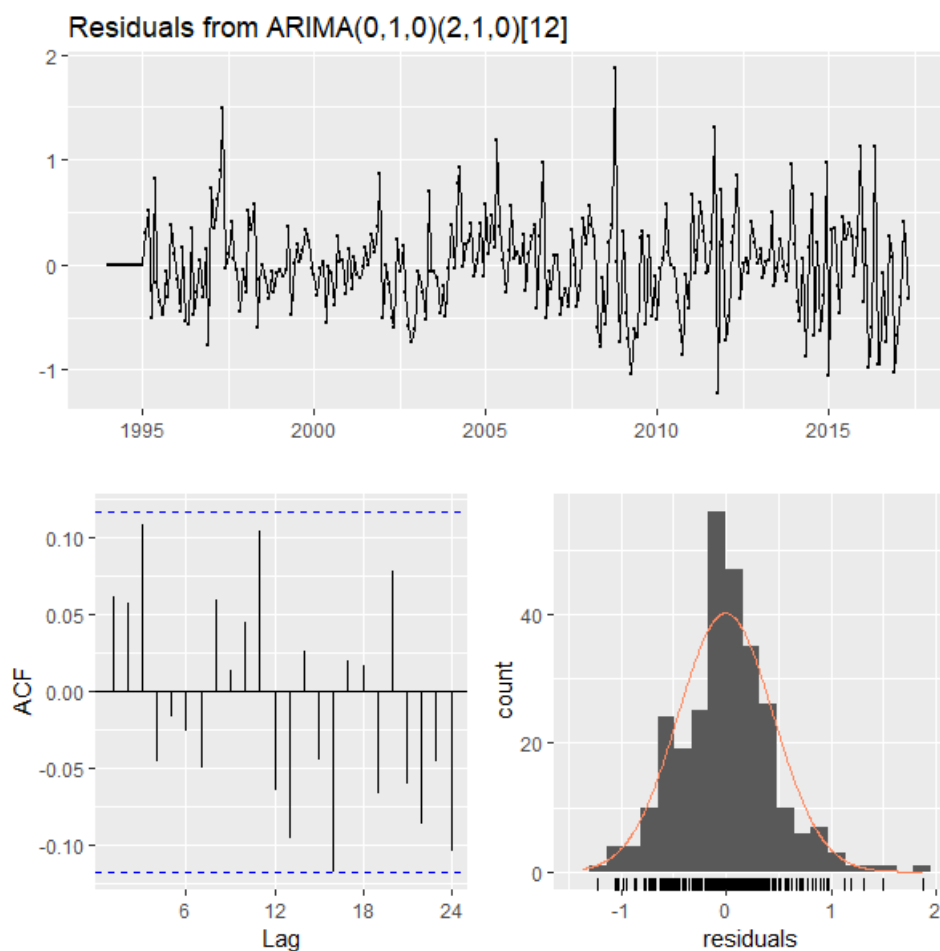 Residuals from ARIMA(0,1,0)(2,1,0)[12]
2
1
0
-1
1995 2000 2005 2010 2015
ACF
0.10
0.05
0.00
-0.05
-0.10
6 12 18 24
Lag
count
40
20
0
-1 0 1 2
residuals